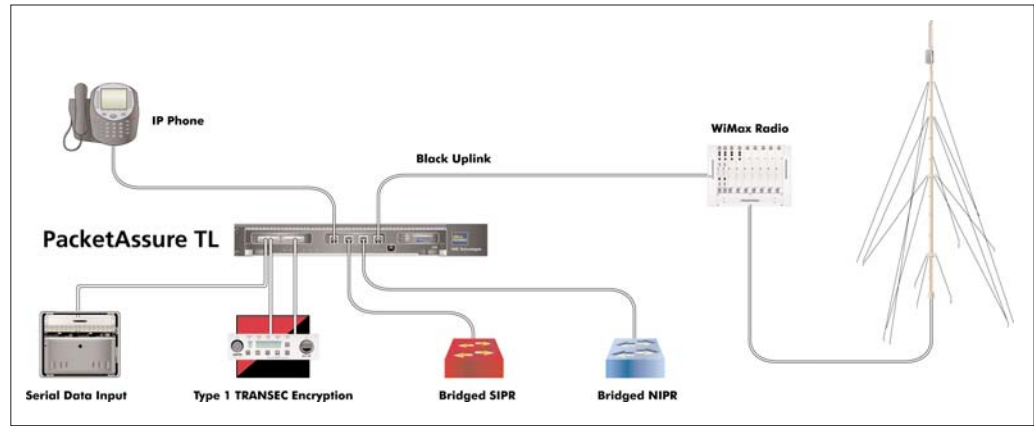 IP Phone
WiMax Radio
Black Uplink
PacketAssure TL
Serial Data Input
Type 1 TRANSEC Encryption
Bridged SIPR
Bridged NIPR